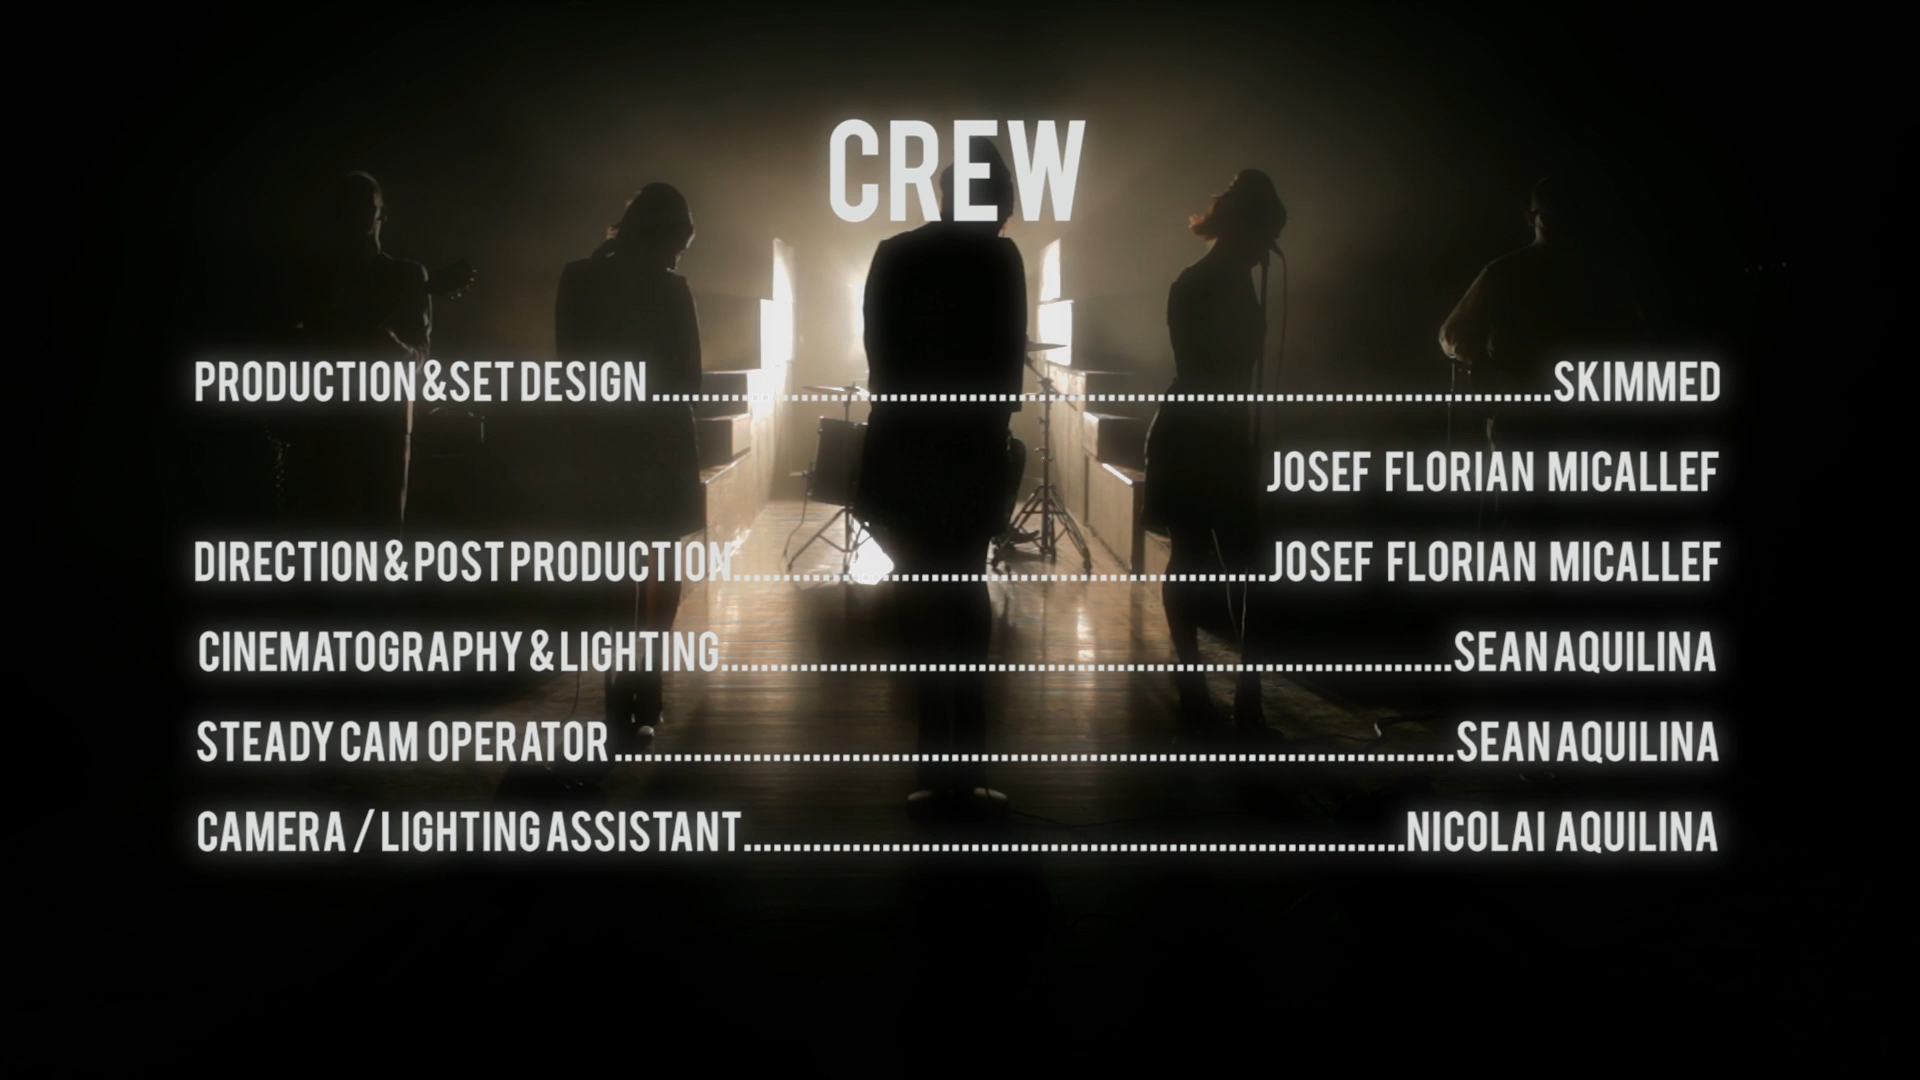 CREW
PRODUCTION & SET DESIGN..........................................................................................SKIMMED
JOSEF FLORIAN MICALLEF
DIRECTION & POST PRODUCTION.....................................................JOSEF FLORIAN MICALLEF
CINEMATOGRAPHY & LIGHTING.........................................................................SEAN AQUILINA
STEADY CAM OPERATOR....................................................................................SEAN AQUILINA
CAMERA / LIGHTING ASSISTANT..................................................................NICOLAI AQUILINA